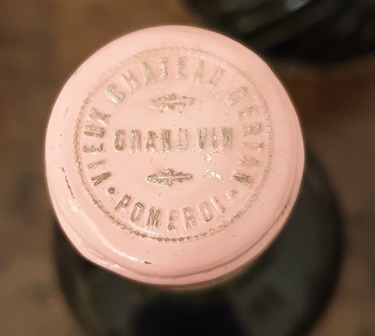 VIEUX CHATEAU CERTAN
GRAND VIN
POMEROL